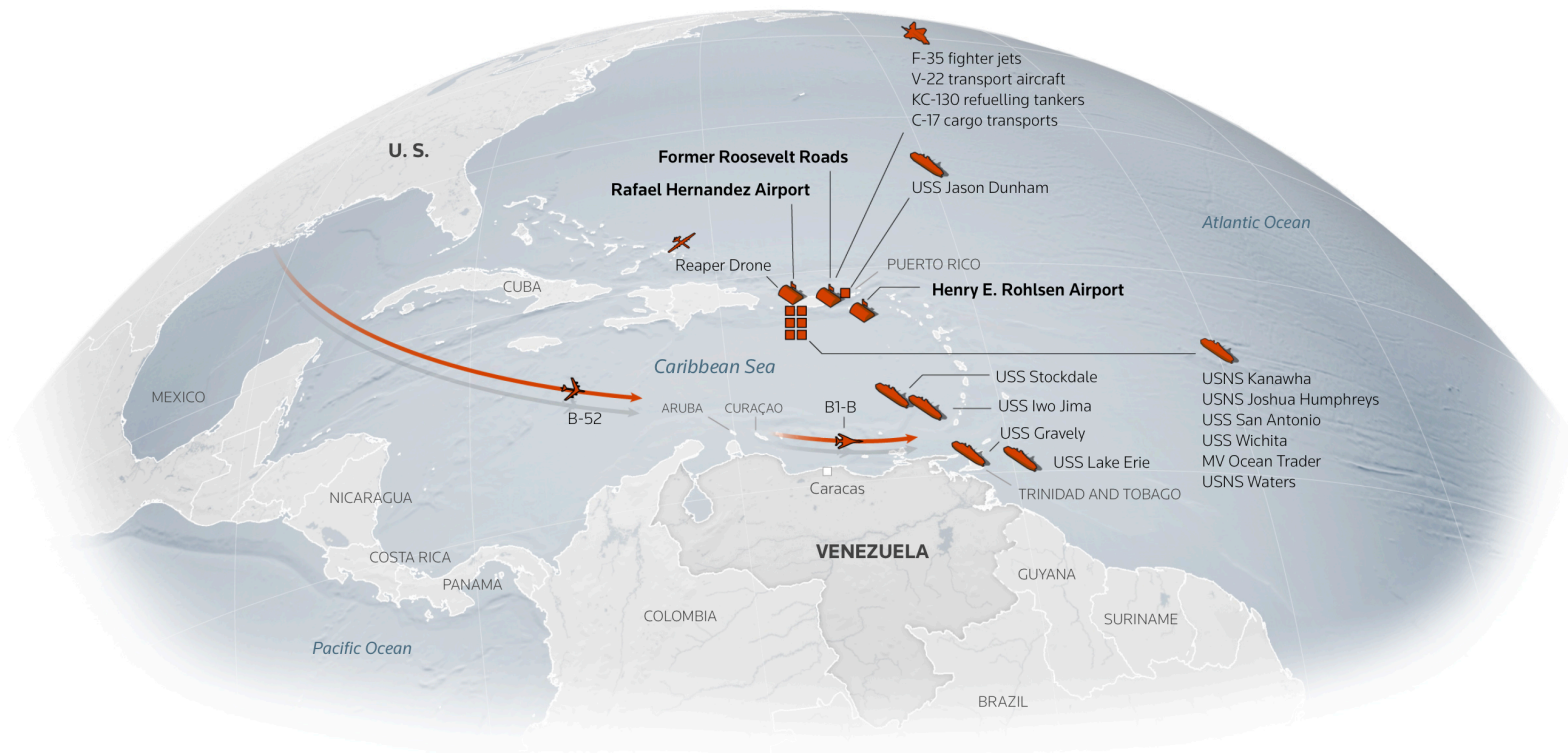 F-35 fighter jets
V-22 transport aircraft
KC-130 refuelling tankers
C-17 cargo transports
U. S.
Former Roosevelt Roads
Rafael Hernandez Airport
USS Jason Dunham
Atlantic Ocean
Reaper Drone
PUERTO RICO
CUBA
Henry E. Rohlsen Airport
Caribbean Sea
MEXICO
USS Stockdale
USNS Kanawha
USNS Joshua Humphreys
USS San Antonio
USS Wichita
MV Ocean Trader
USNS Waters
B-52
ARUBA
CURAÇAO
B1-B
USS Iwo Jima
USS Gravely
USS Lake Erie
Caracas
TRINIDAD AND TOBAGO
NICARAGUA
COSTA RICA
PANAMA
VENEZUELA
GUYANA
COLOMBIA
SURINAME
Pacific Ocean
BRAZIL